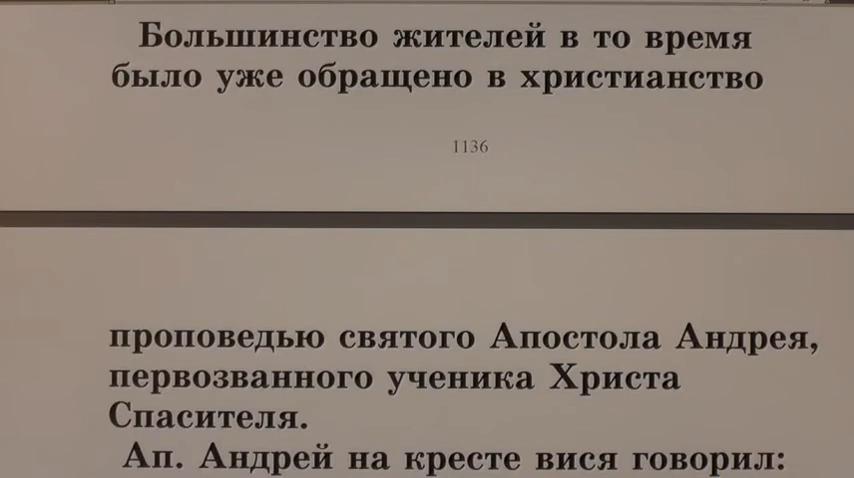 Большинство жителей в то время
было уже обращено в христианство
1136
проповедью святого Апостола Андрея,
первозванного ученика Христа
Спасителя.
Ап. Андрей на кресте вися говорил: